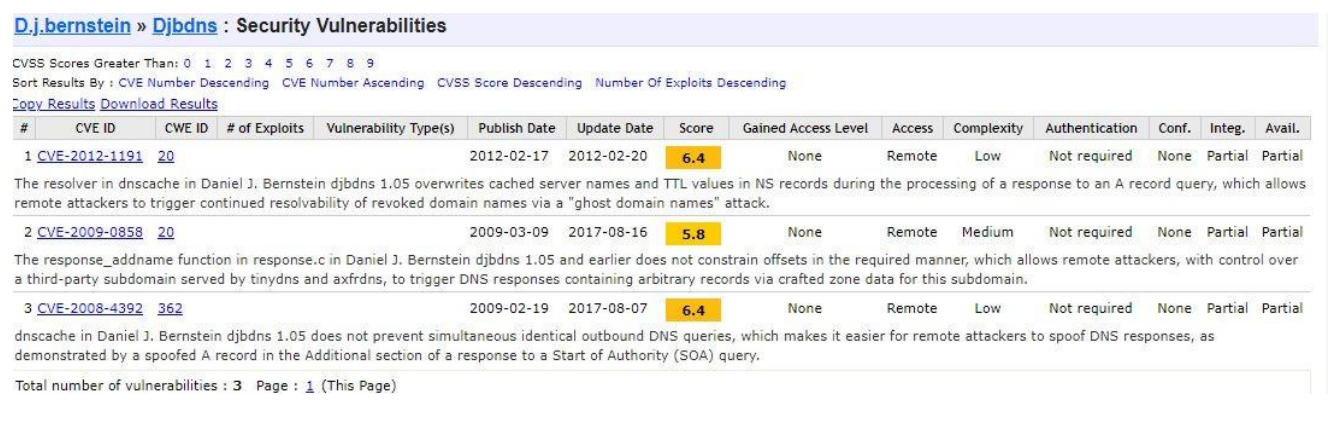 D.j.bernstein » Djbdns : Security Vulnerabilities
CVSS Scores Greater Than: 0 1 2 3 4 5 6 7 8 9
Sort Results By : CVE Number Descending CVE Number Ascending CVSS Score Descending Number Of Exploits Descending
Copy Results Download Results
# CVE ID CWE ID # of Exploits Vulnerability Type(s) Publish Date Update Date Score Gained Access Level Access Complexity Authentication Conf. Integ. Avail.
1 CVE-2012-1191 20 2012-02-17 2012-02-20 6.4 None Remote Low Not required None Partial Partial
The resolver in dnscache in Daniel J. Bernstein djbdns 1.05 overwrites cached server names and TTL values in NS records during the processing of a response to an A record query, which allows
remote attackers to trigger continued resolvability of revoked domain names via a "ghost domain names" attack.
2 CVE-2009-0858 20 2009-03-09 2017-08-16 5.8 None Remote Medium Not required None Partial Partial
The response_addname function in response.c in Daniel J. Bernstein djbdns 1.05 and earlier does not constrain offsets in the required manner, which allows remote attackers, with control over
a third-party subdomain served by tinydns and axfrdns, to trigger DNS responses containing arbitrary records via crafted zone data for this subdomain.
3 CVE-2008-4392 362 2009-02-19 2017-08-07 6.4 None Remote Low Not required None Partial Partial
dnscache in Daniel J. Bernstein djbdns 1.05 does not prevent simultaneous identical outbound DNS queries, which makes it easier for remote attackers to spoof DNS responses, as
demonstrated by a spoofed A record in the Additional section of a response to a Start of Authority (SOA) query.
Total number of vulnerabilities : 3 Page : 1 (This Page)